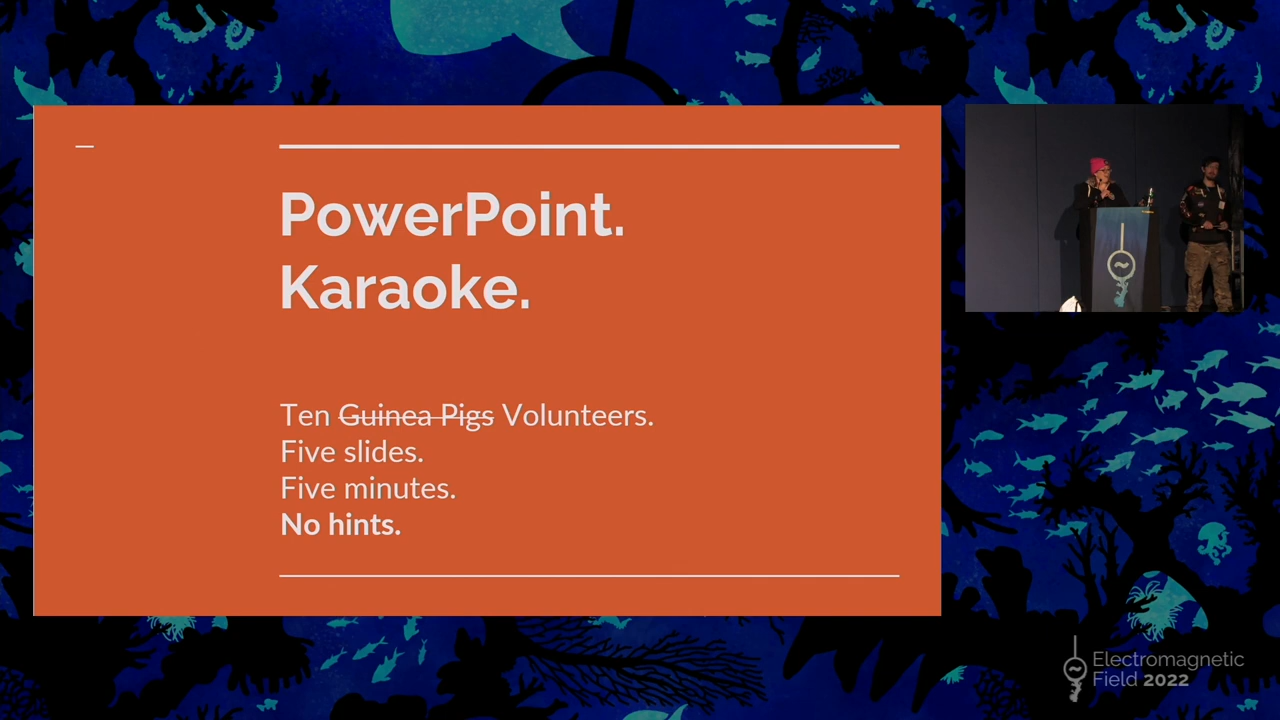 PowerPoint.
Karaoke.
Ten Guinea Pigs Volunteers.
Five slides.
Five minutes.
No hints.
Electromagnetic
Field 2022